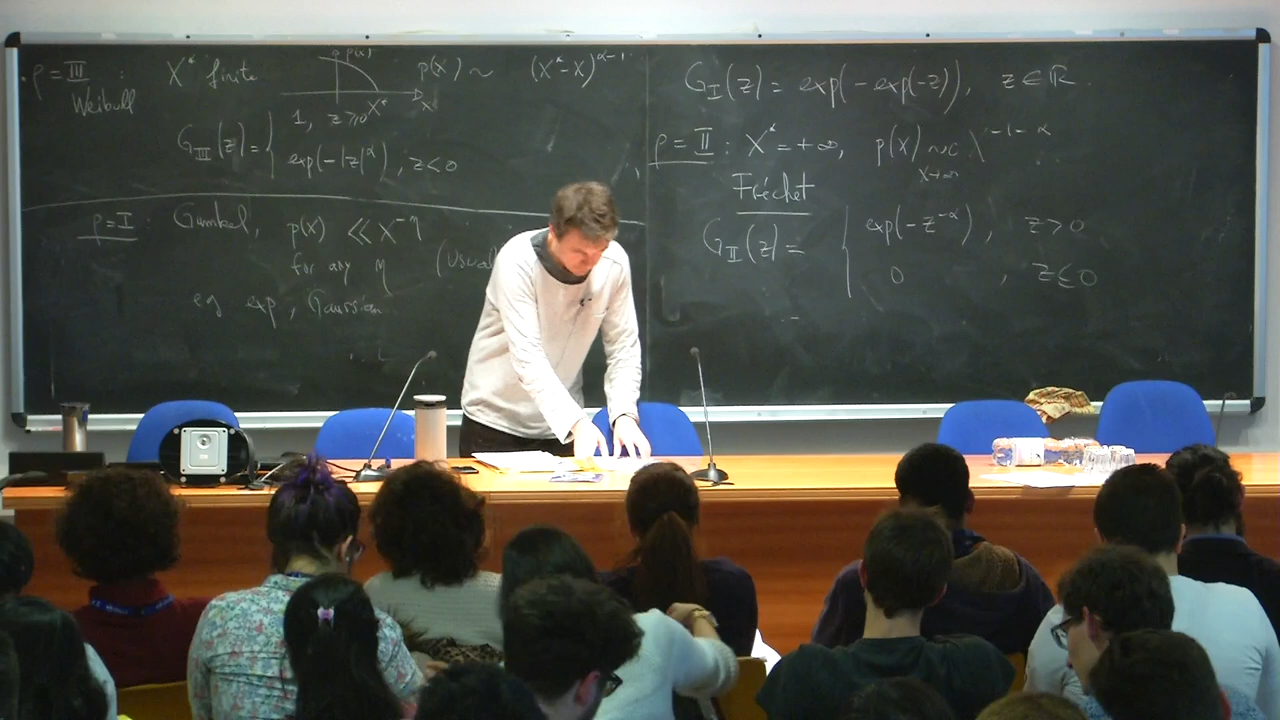 ρ = III : X* finite p(x) p(x) ~ (X* - x)^{α-1}
Weibull X* x
G_III(z) = { 1, z ≥ 0
exp(-|z|^α), z < 0
ρ = I : Gumbel, p(x) ≪ x^{-η}
for any η (Usual
eg exp, Gaussian
G_I(z) = exp(-exp(-z)), z ∈ ℝ.
ρ = II : X* = +∞, p(x) ~ c x^{-1-α}
x→+∞
Fréchet
G_II(z) = { exp(-z^{-α}), z > 0
0, z ≤ 0